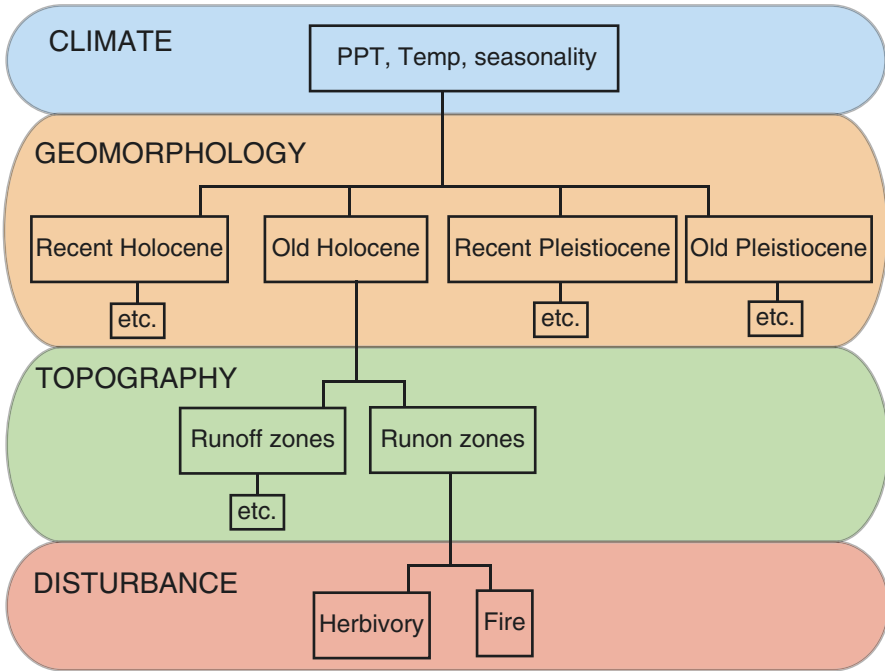 CLIMATE
PPT, Temp, seasonality
GEOMORPHOLOGY
Recent Holocene
Old Holocene
Recent Pleistiocene
Old Pleistiocene
etc.
etc.
etc.
TOPOGRAPHY
Runoff zones
Runon zones
etc.
DISTURBANCE
Herbivory
Fire